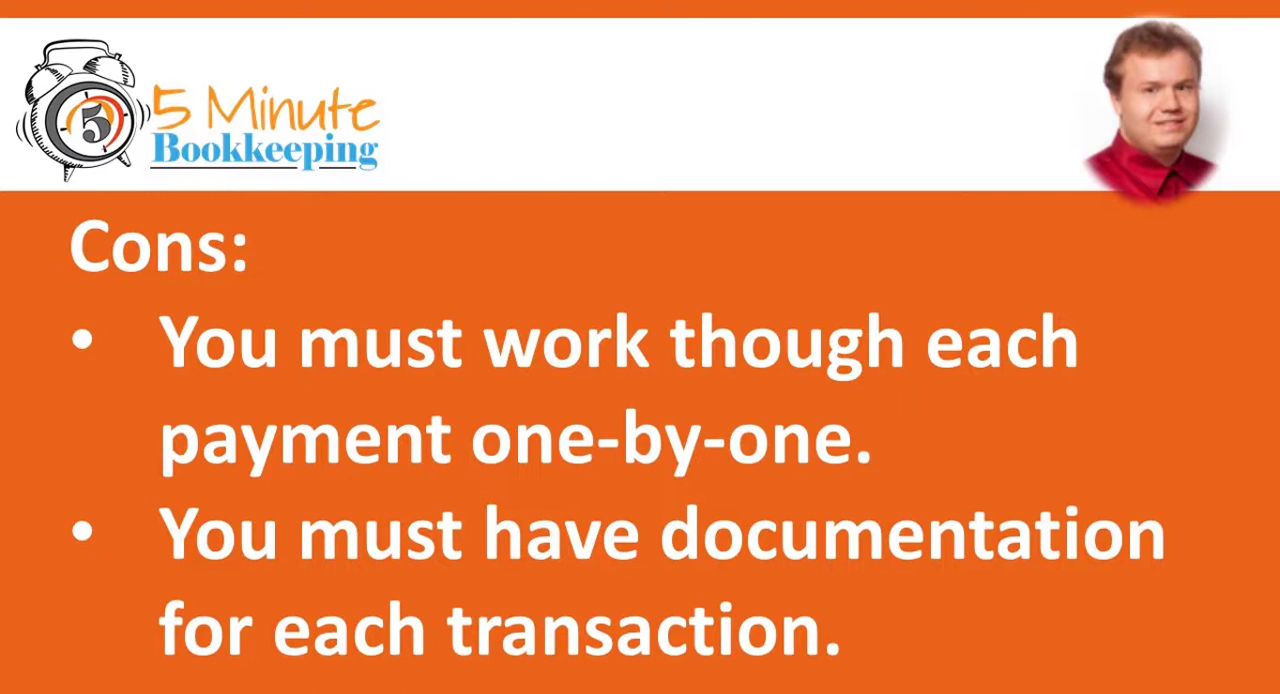 5
5 Minute
Bookkeeping
Cons:
• You must work though each
payment one-by-one.
• You must have documentation
for each transaction.